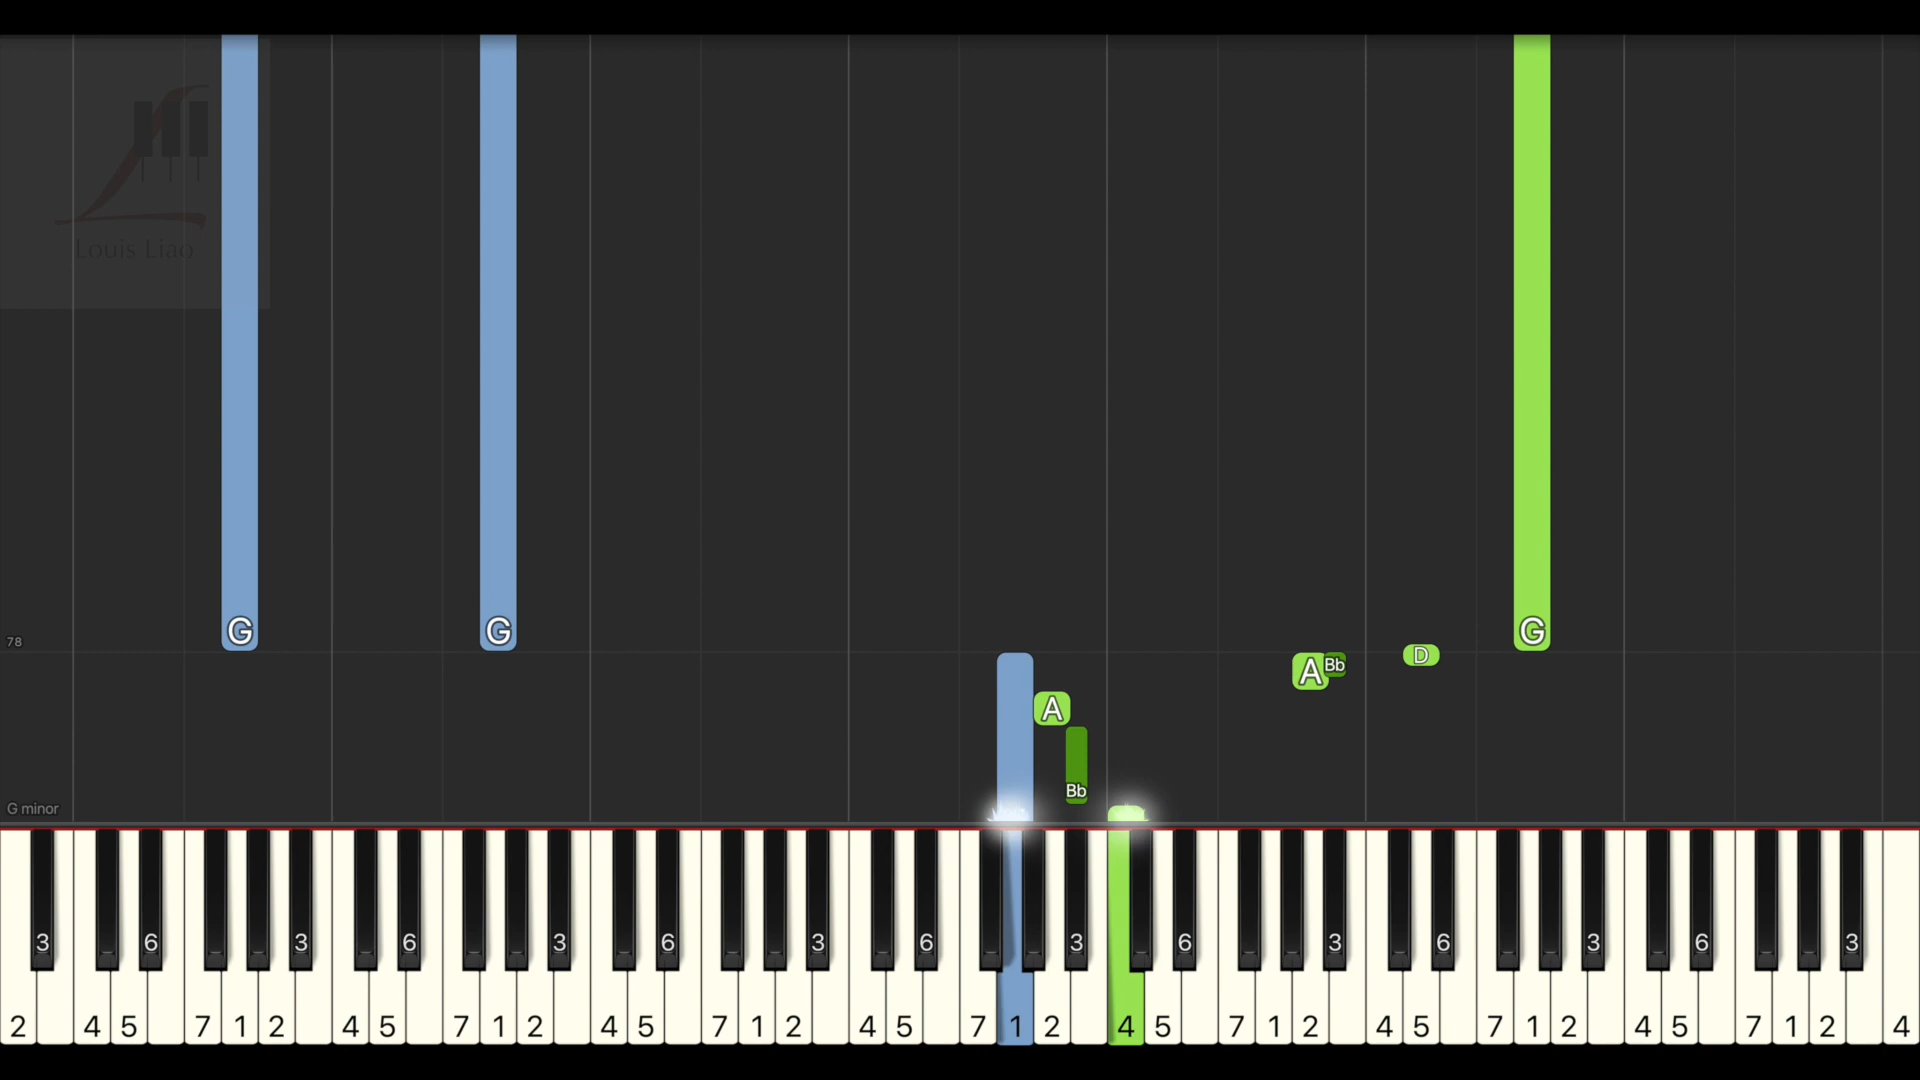 Louis Liao
G G G
78
A Bb D
A
Bb
G minor
3 6 3 6 3 6 3 6 3 6 3 6 3 6 3
2 4 5 7 1 2 4 5 7 1 2 4 5 7 1 2 4 5 7 1 2 4 5 7 1 2 4 5 7 1 2 4 5 7 1 2 4